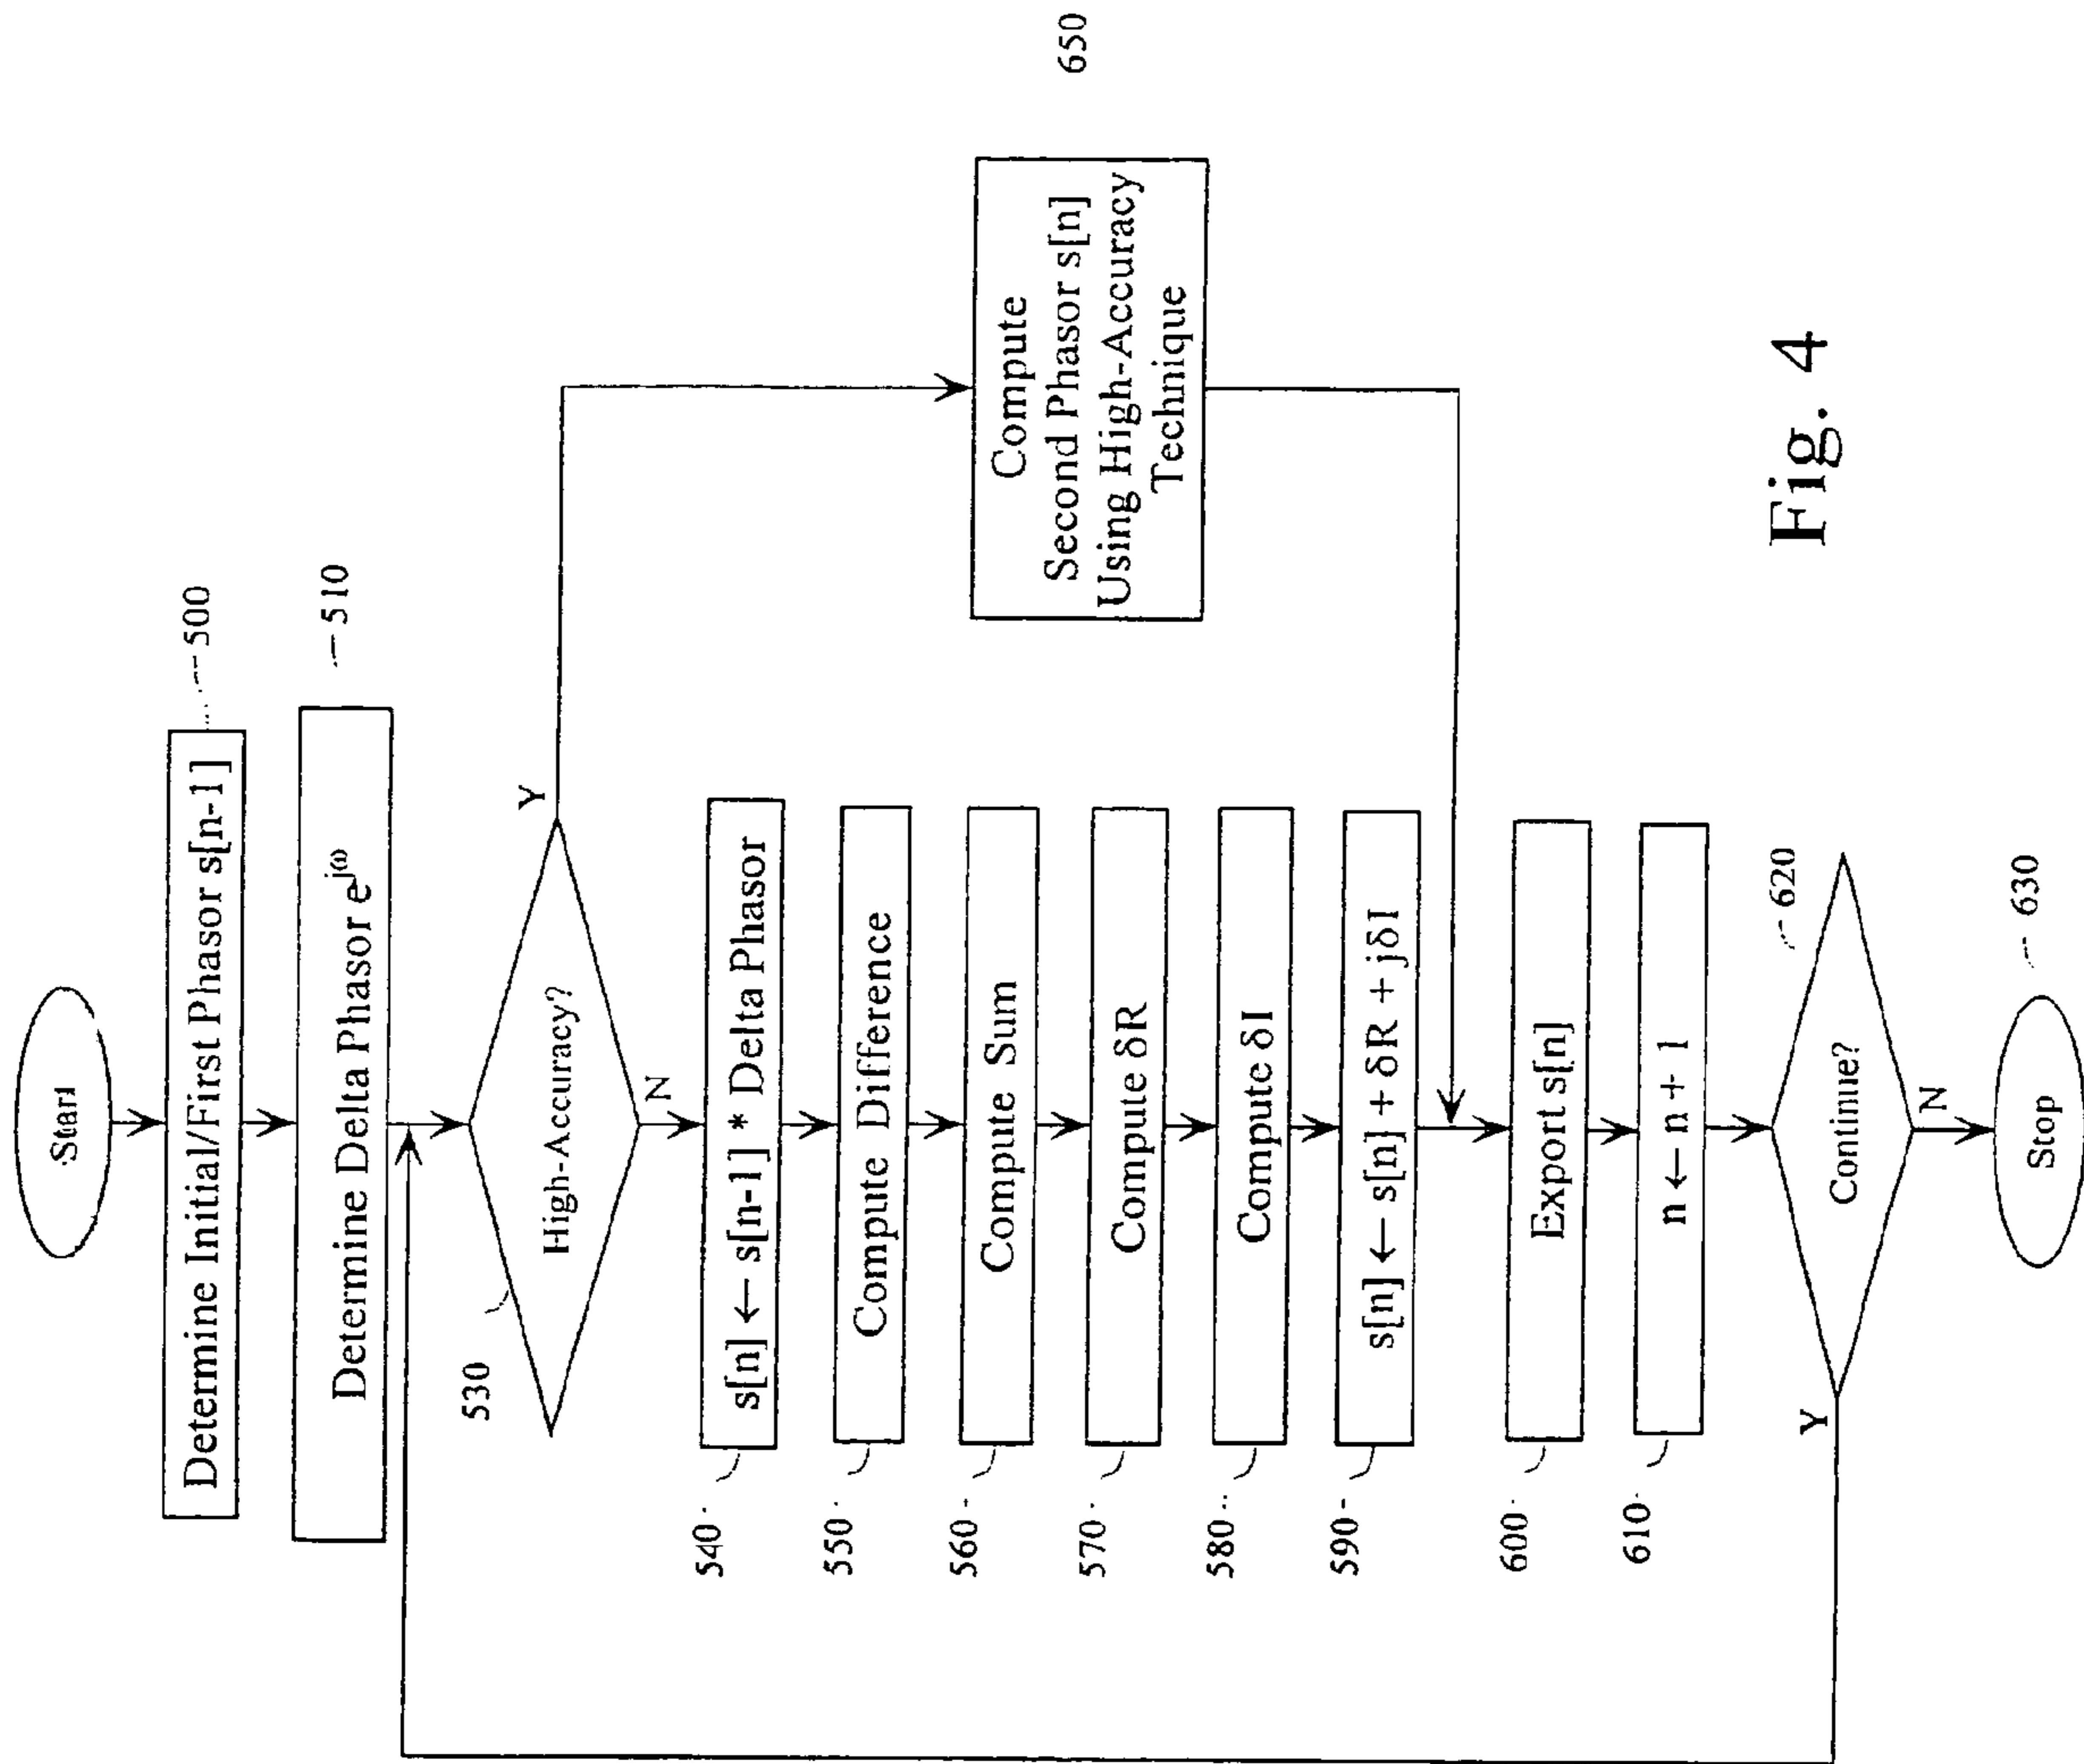 Start
Determine Initial/First Phasor s[n-1]
500
Determine Delta Phasor e^jω
510
High-Accuracy?
530
Y
N
s[n] ← s[n-1] * Delta Phasor
540
Compute Difference
550
Compute Sum
560
Compute δR
570
Compute δI
580
s[n] ← s[n] + δR + jδI
590
Compute
Second Phasor s[n]
Using High-Accuracy
Technique
650
Export s[n]
600
n ← n + 1
610
Continue?
620
Y
N
Stop
630
Fig. 4